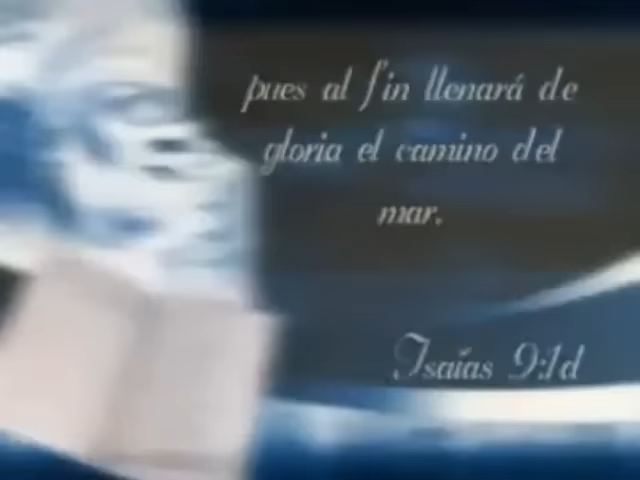 pues al fin llenará de
gloria el camino del
mar.
Isaías 9:1d